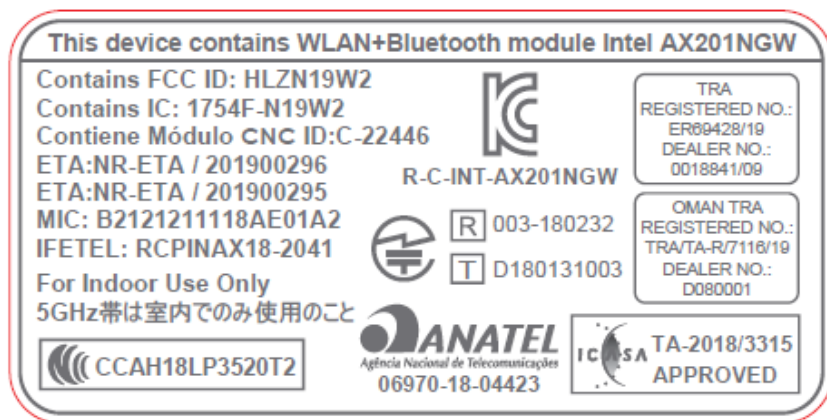 This device contains WLAN+Bluetooth module Intel AX201NGW
Contains FCC ID: HLZN19W2
Contains IC: 1754F-N19W2
Contiene Módulo CNC ID:C-22446
ETA:NR-ETA / 201900296
ETA:NR-ETA / 201900295
MIC: B2121211118AE01A2
IFETEL: RCPINAX18-2041
For Indoor Use Only
5GHz帯は室内でのみ使用のこと
CCAH18LP3520T2
R-C-INT-AX201NGW
R 003-180232
T D180131003
ANATEL
Agência Nacional de Telecomunicações
06970-18-04423
TRA
REGISTERED NO.:
ER69428/19
DEALER NO.:
0018841/09
OMAN TRA
REGISTERED NO.:
TRA/TA-R/7116/19
DEALER NO.:
D080001
ICASA TA-2018/3315
APPROVED